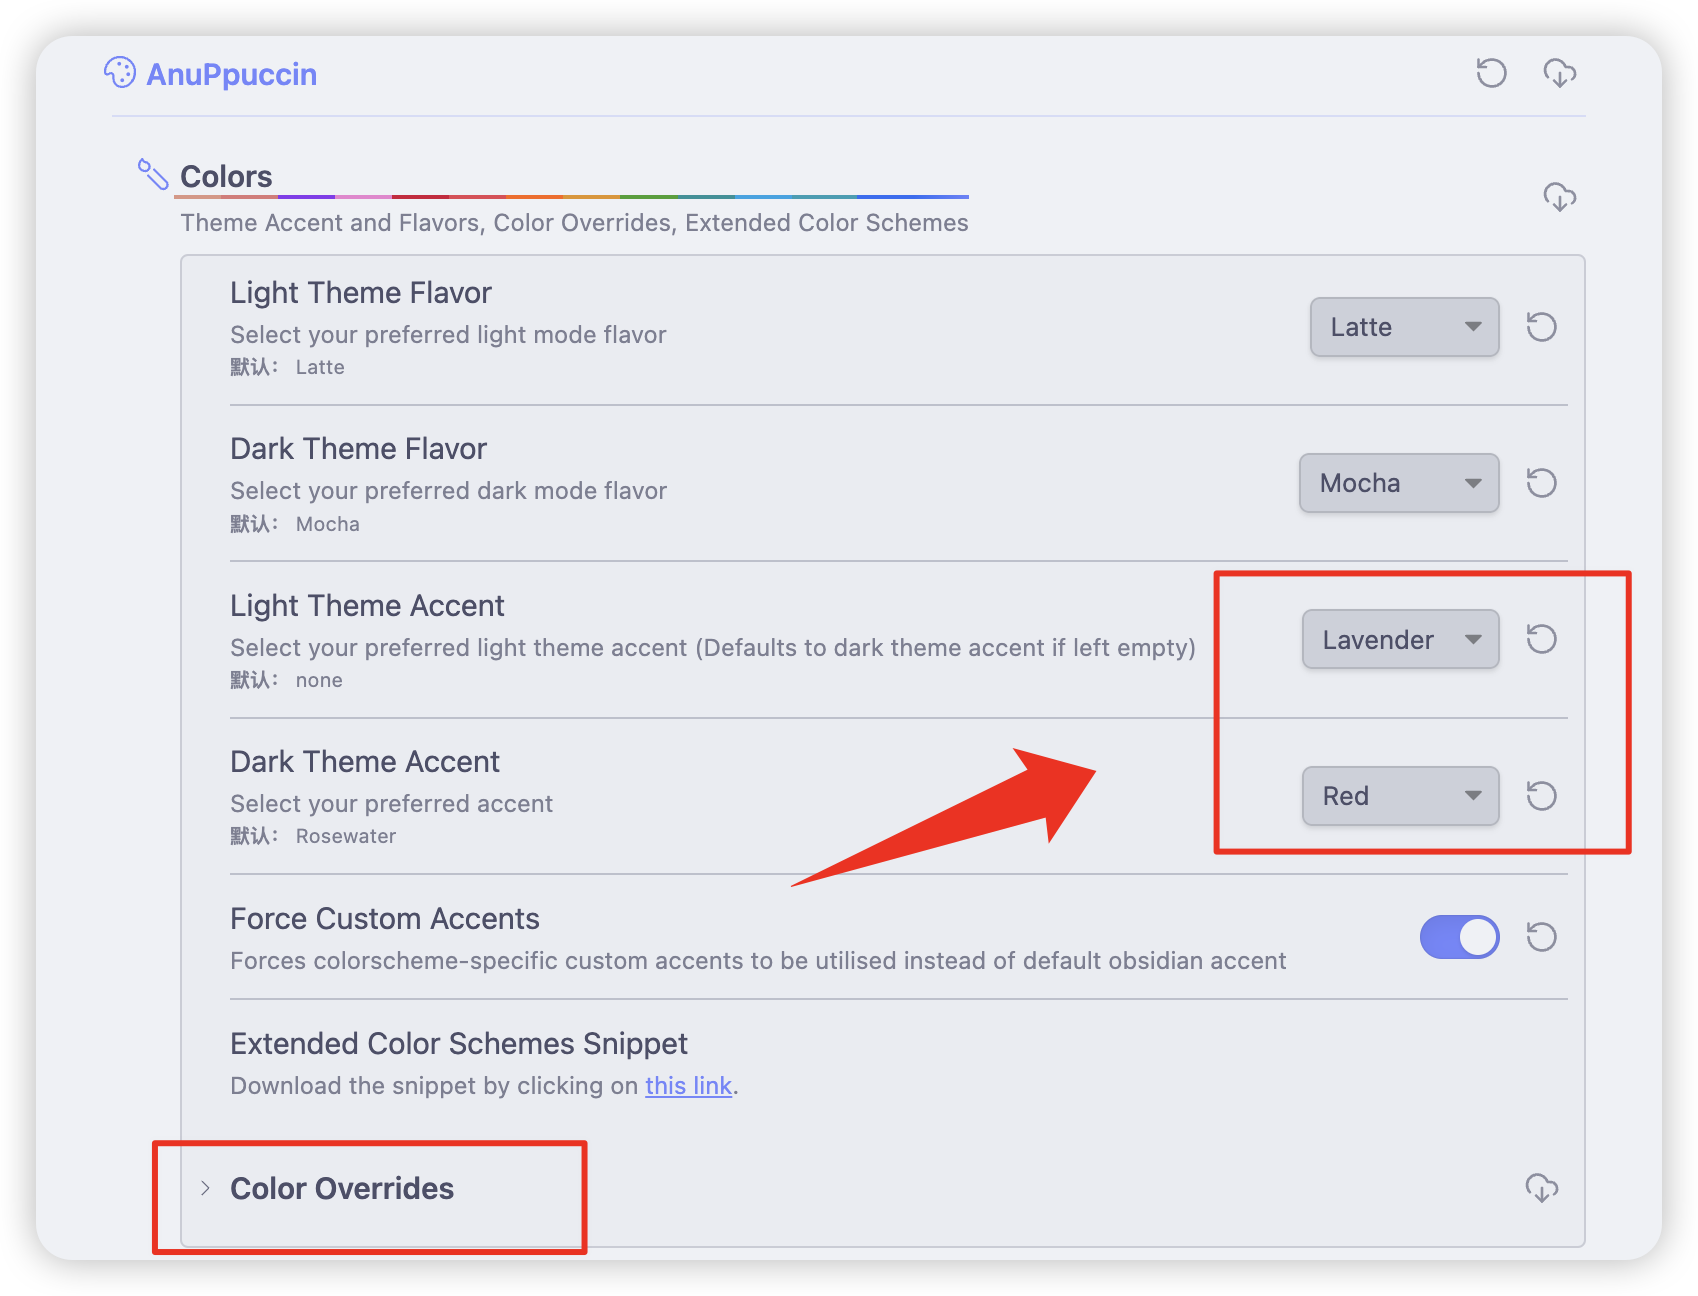 AnuPpuccin
Colors
Theme Accent and Flavors, Color Overrides, Extended Color Schemes
Light Theme Flavor
Select your preferred light mode flavor
默认： Latte
Latte
Dark Theme Flavor
Select your preferred dark mode flavor
默认： Mocha
Mocha
Light Theme Accent
Select your preferred light theme accent (Defaults to dark theme accent if left empty)
默认： none
Lavender
Dark Theme Accent
Select your preferred accent
默认： Rosewater
Red
Force Custom Accents
Forces colorscheme-specific custom accents to be utilised instead of default obsidian accent
Extended Color Schemes Snippet
Download the snippet by clicking on this link.
Color Overrides